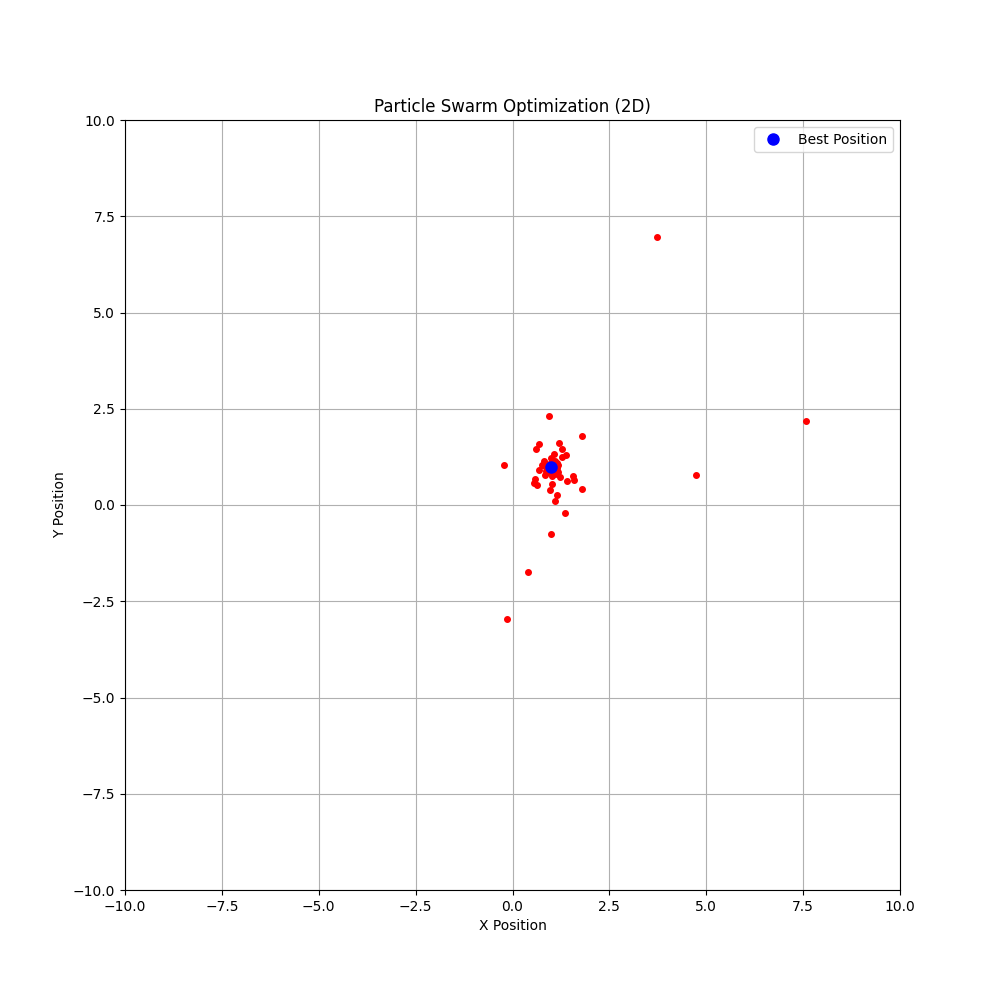 Particle Swarm Optimization (2D)
Best Position
10.0
7.5
5.0
2.5
0.0
−2.5
−5.0
−7.5
−10.0
Y Position
−10.0 −7.5 −5.0 −2.5 0.0 2.5 5.0 7.5 10.0
X Position